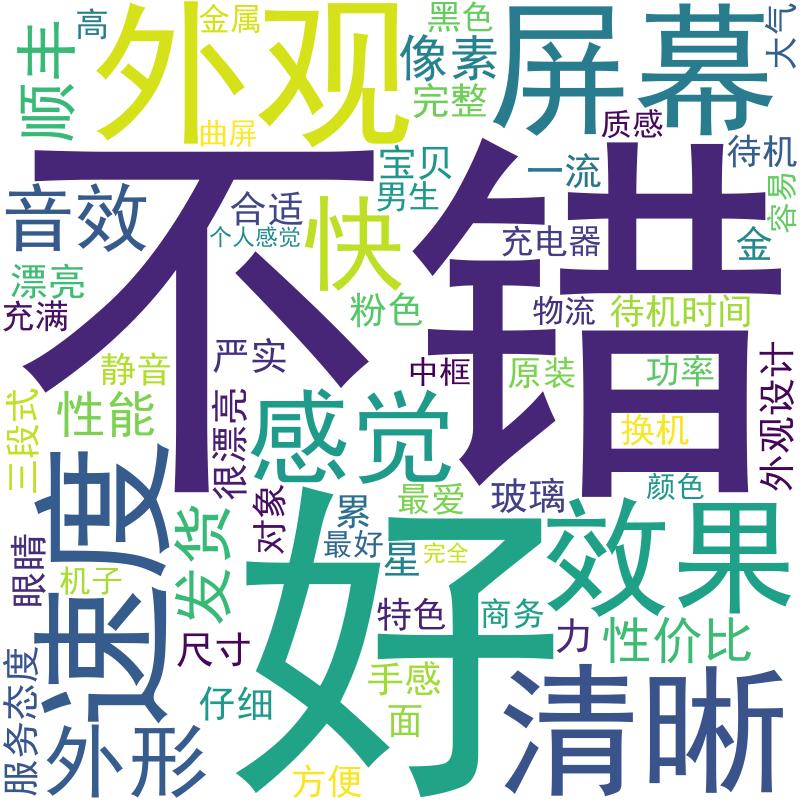 高
金属
黑色
大气
顺丰
外观
像素
屏幕
完整
曲屏
质感
宝贝
一流
待机
男生
容易
音效
合适
快
不错
个人感觉
充电器
金
漂亮
充满
粉色
物流
待机时间
严实
静音
中框
原装
功率
外观设计
三段式
性能
很漂亮
感觉
换机
速度
颜色
最爱
玻璃
对象
累
发货
最好
星
完全
效果
眼睛
机子
好
特色
商务
力
性价比
尺寸
服务态度
仔细
手感
面
清晰
外形
方便